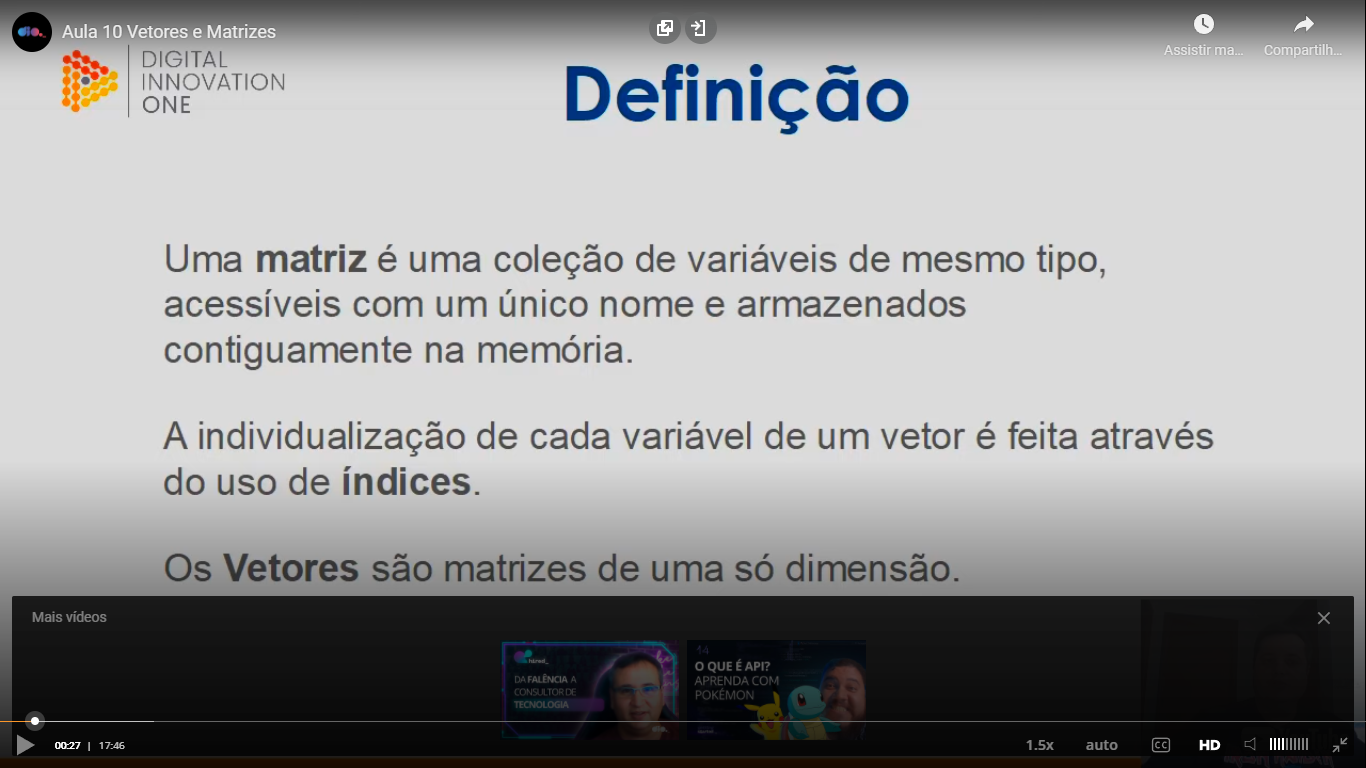 Aula 10 Vetores e Matrizes
Assistir ma...
Compartilh...
DIGITAL
INNOVATION
ONE
Definição
Uma matriz é uma coleção de variáveis de mesmo tipo,
acessíveis com um único nome e armazenados
contiguamente na memória.
A individualização de cada variável de um vetor é feita através
do uso de índices.
Os Vetores são matrizes de uma só dimensão.
Mais vídeos
DA FALÊNCIA A
CONSULTOR DE
TECNOLOGIA
14
O QUE É API?
APRENDA COM
POKÉMON
00:27 | 17:46
1.5x
auto
CC
HD